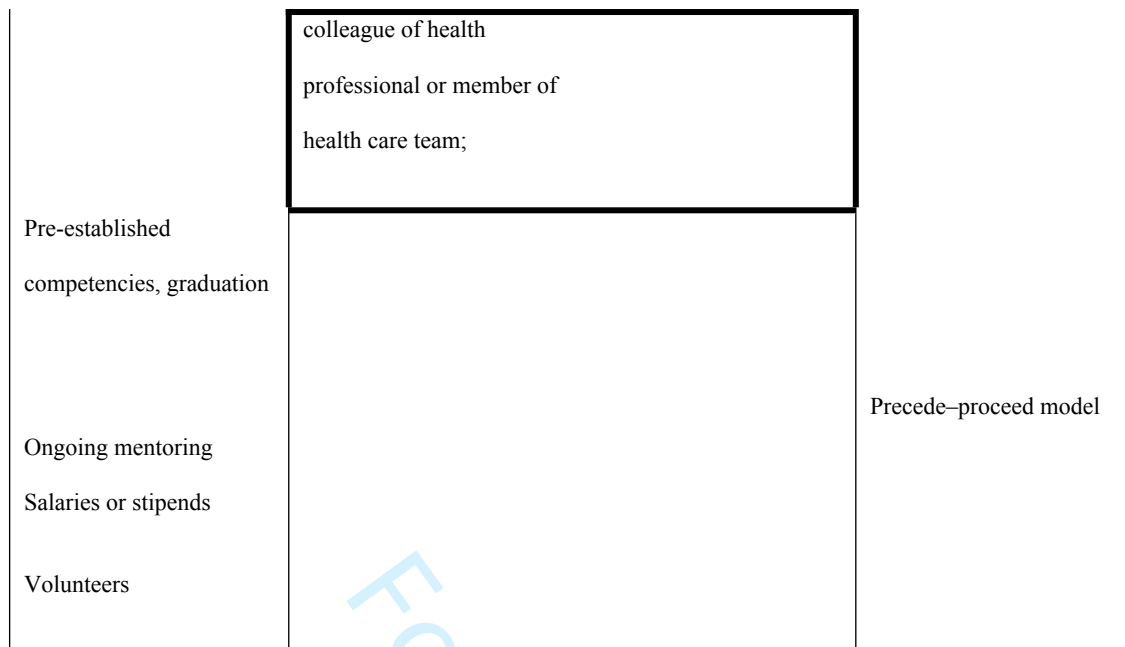 colleague of health
professional or member of
health care team;
Pre-established
competencies, graduation
Precede–proceed model
Ongoing mentoring
Salaries or stipends
Volunteers
Fo